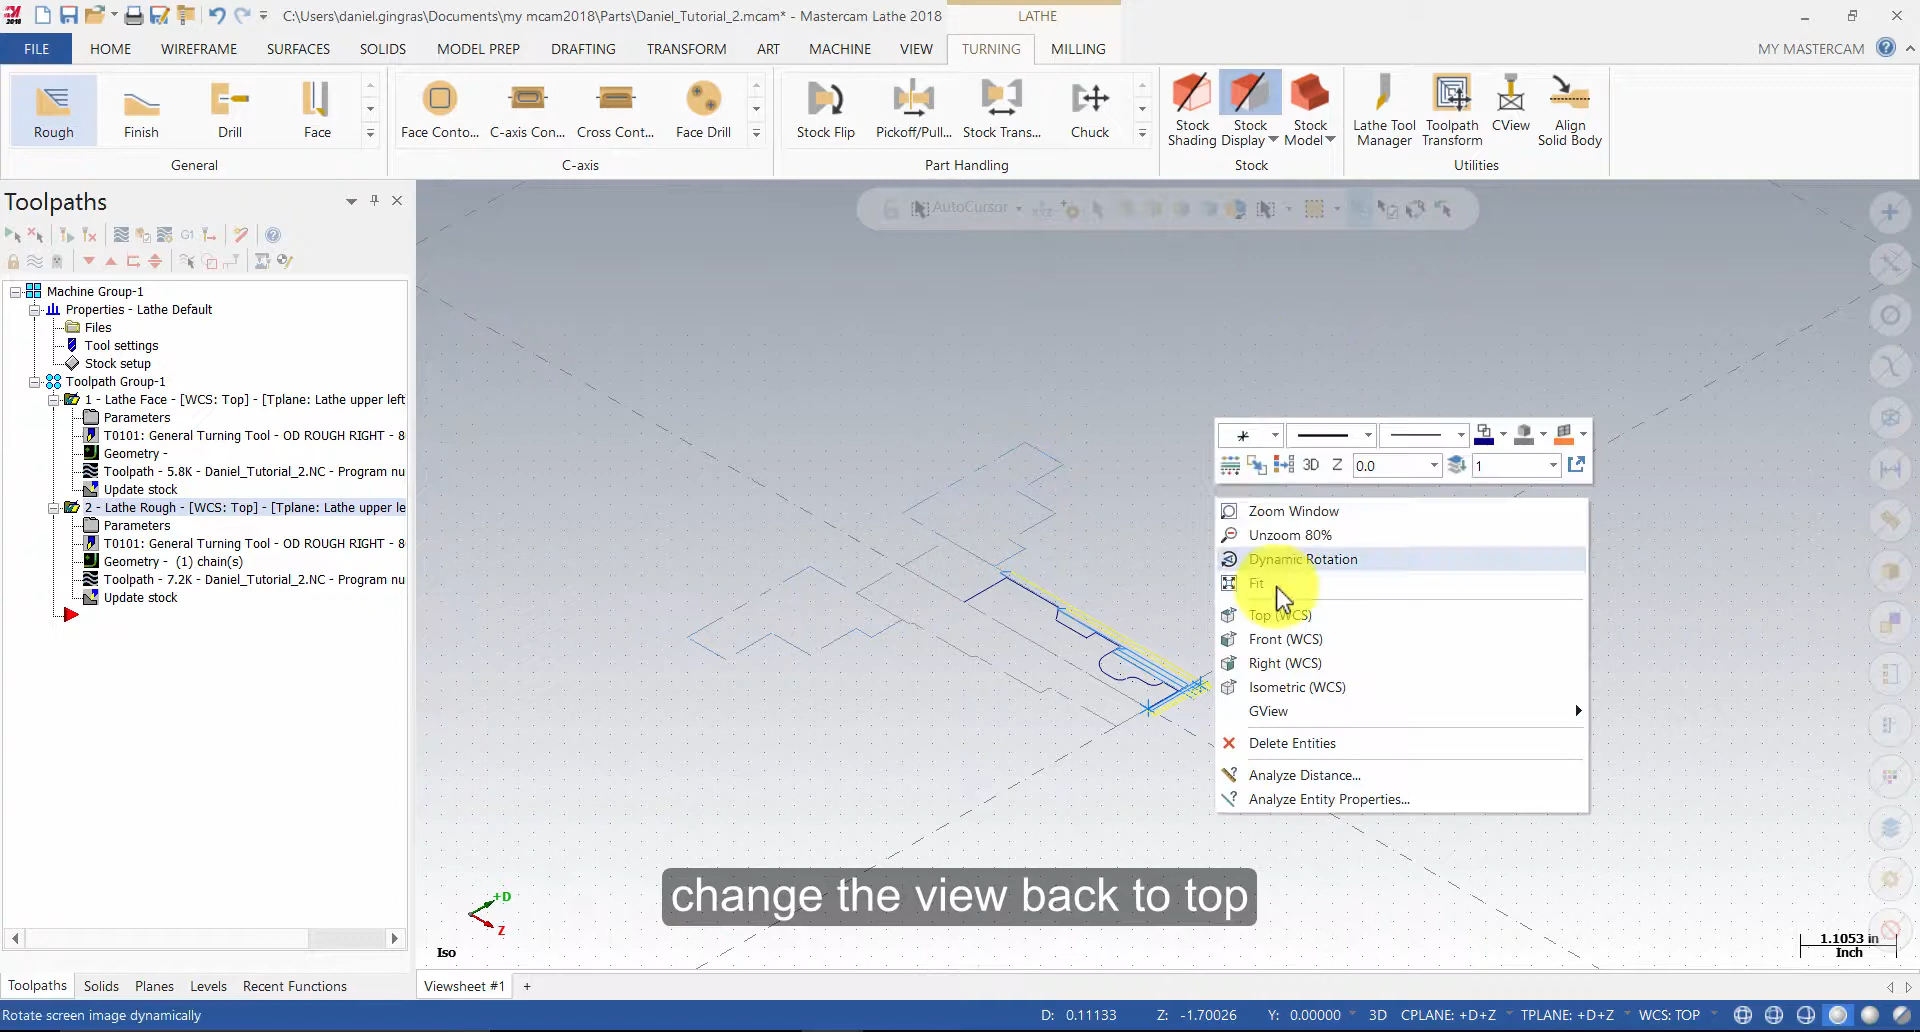 C:\Users\daniel.gingras\Documents\my mcam2018\Parts\Daniel_Tutorial_2.mcam* - Mastercam Lathe 2018
LATHE
FILE HOME WIREFRAME SURFACES SOLIDS MODEL PREP DRAFTING TRANSFORM ART MACHINE VIEW TURNING MILLING MY MASTERCAM
Rough Finish Drill Face
General
Face Conto... C-axis Con... Cross Cont... Face Drill
C-axis
Stock Flip Pickoff/Pull... Stock Trans... Chuck
Part Handling
Stock Shading Stock Display Stock Model
Stock
Lathe Tool Manager Toolpath Transform CView Align Solid Body
Utilities
Toolpaths
AutoCursor
G1
Machine Group-1
Properties - Lathe Default
Files
Tool settings
Stock setup
Toolpath Group-1
1 - Lathe Face - [WCS: Top] - [Tplane: Lathe upper left
Parameters
T0101: General Turning Tool - OD ROUGH RIGHT - 8
Geometry -
Toolpath - 5.8K - Daniel_Tutorial_2.NC - Program nu
Update stock
2 - Lathe Rough - [WCS: Top] - [Tplane: Lathe upper le
Parameters
T0101: General Turning Tool - OD ROUGH RIGHT - 8
Geometry - (1) chain(s)
Toolpath - 7.2K - Daniel_Tutorial_2.NC - Program nu
Update stock
3D Z 0.0 1
Zoom Window
Unzoom 80%
Dynamic Rotation
Fit
Top (WCS)
Front (WCS)
Right (WCS)
Isometric (WCS)
GView
Delete Entities
Analyze Distance...
Analyze Entity Properties...
change the view back to top
+D
Z
Iso
1.1053 in
Inch
Toolpaths Solids Planes Levels Recent Functions
Viewsheet #1 +
Rotate screen image dynamically
D: 0.11133 Z: -1.70026 Y: 0.00000 3D CPLANE: +D+Z TPLANE: +D+Z WCS: TOP